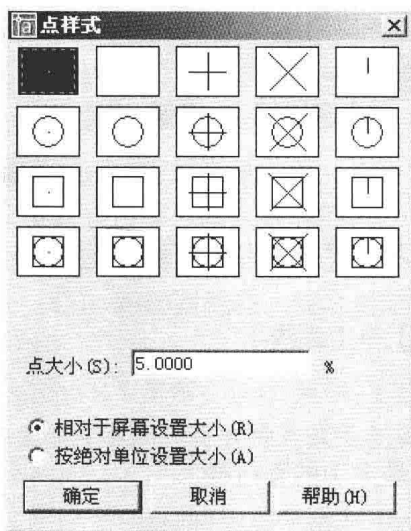 点样式
点大小(S): 5.0000 %
相对于屏幕设置大小(R)
按绝对单位设置大小(A)
确定 取消 帮助(H)